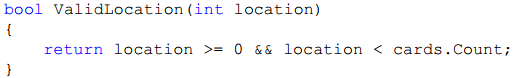 bool ValidLocation(int location)
{
    return location >= 0 && location < cards.Count;
}